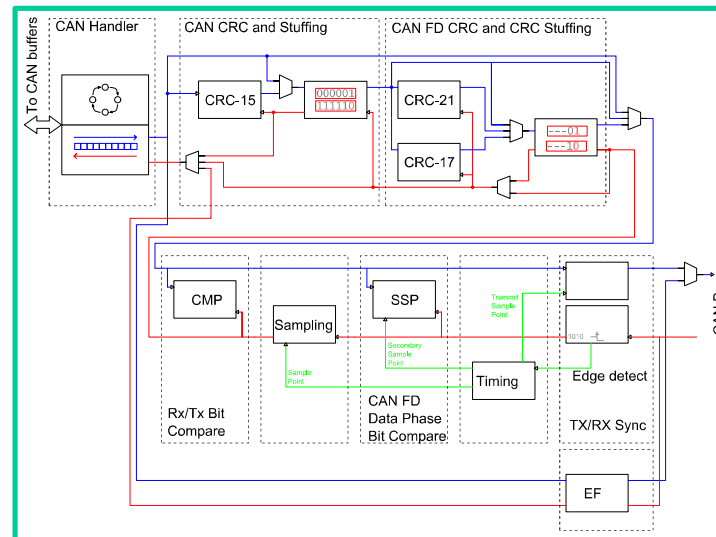 To CAN buffers
CAN Handler
CAN CRC and Stuffing
CAN FD CRC and CRC Stuffing
CRC-15
000001
111110
CRC-21
CRC-17
---01
---10
CMP
Sampling
SSP
Transmit
Sample
Point
Secondary
Sample
Point
Sample
Point
Timing
1010
Edge detect
Rx/Tx Bit
Compare
CAN FD
Data Phase
Bit Compare
TX/RX Sync
EF